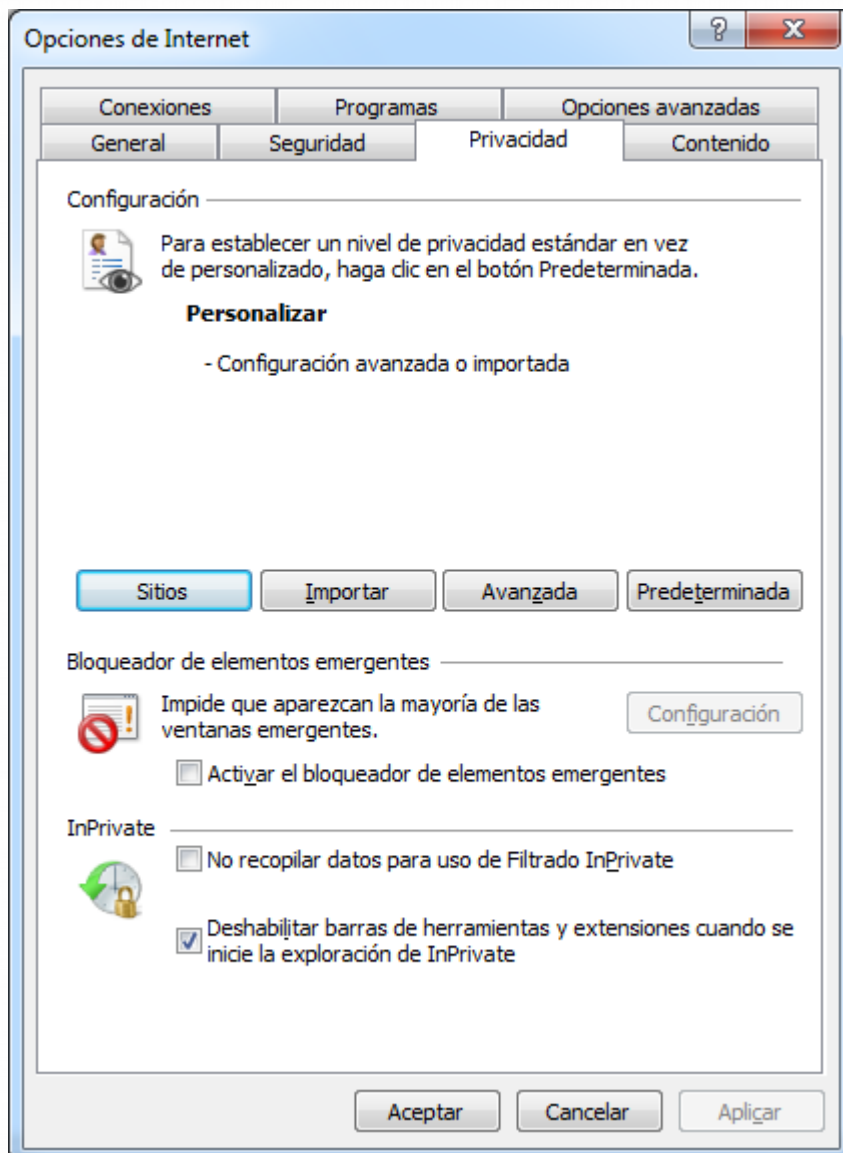 Opciones de Internet
Conexiones
Programas
Opciones avanzadas
General
Seguridad
Privacidad
Contenido
Configuración
Para establecer un nivel de privacidad estándar en vez
de personalizado, haga clic en el botón Predeterminada.
Personalizar
- Configuración avanzada o importada
Sitios
Importar
Avanzada
Predeterminada
Bloqueador de elementos emergentes
Impide que aparezcan la mayoría de las
ventanas emergentes.
Configuración
Activar el bloqueador de elementos emergentes
InPrivate
No recopilar datos para uso de Filtrado InPrivate
Deshabilitar barras de herramientas y extensiones cuando se
inicie la exploración de InPrivate
Aceptar
Cancelar
Aplicar